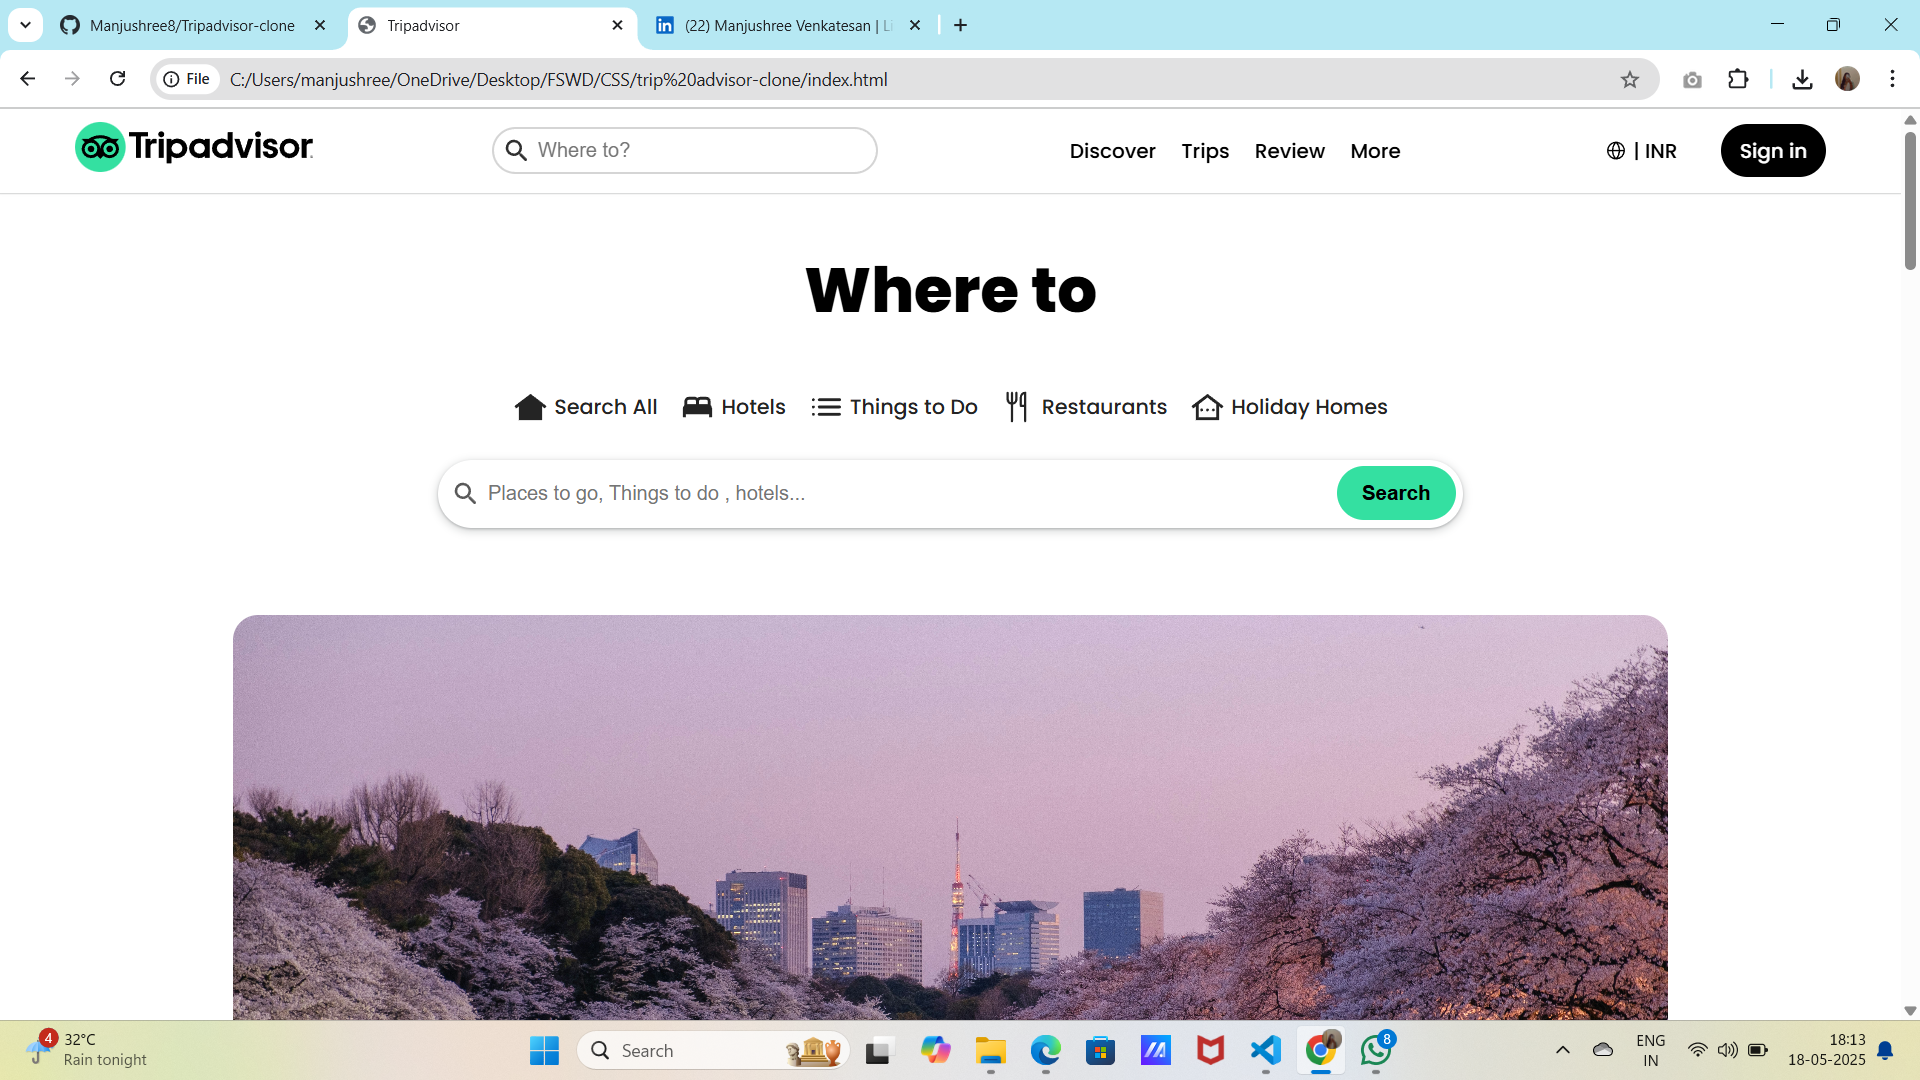 Manjushree8/Tripadvisor-clone
Tripadvisor
in (22) Manjushree Venkatesan | Li
File C:/Users/manjushree/OneDrive/Desktop/FSWD/CSS/trip%20advisor-clone/index.html
Tripadvisor
Where to?
Discover Trips Review More
| INR
Sign in
Where to
Search All Hotels Things to Do Restaurants Holiday Homes
Places to go, Things to do , hotels...
Search
4
32°C
Rain tonight
Search
8
ENG
IN
18:13
18-05-2025